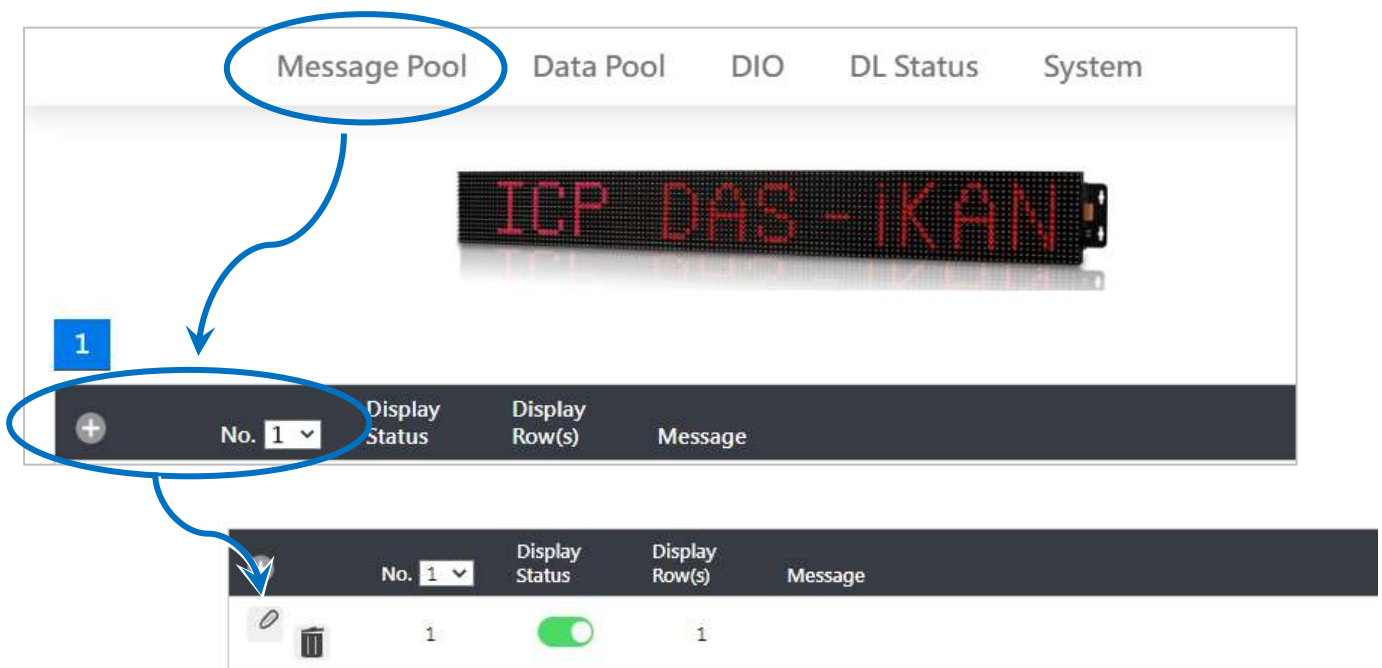 Message Pool Data Pool DIO DL Status System
ICP DAS-iKAN
1
No. 1 Display Status Display Row(s) Message
No. 1 Display Status Display Row(s) Message
1 1